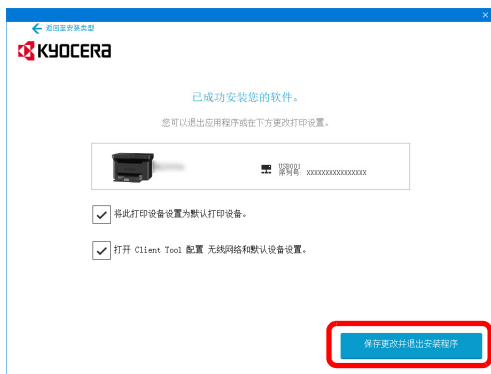 返回至安装类型
KYOCERA
已成功安装您的软件。
您可以退出应用程序或在下方更改打印设置。
USB001
序列号: XXXXXXXXXXXXXXX
将此打印设备设置为默认打印设备。
打开 Client Tool 配置 无线网络和默认设备设置。
保存更改并退出安装程序